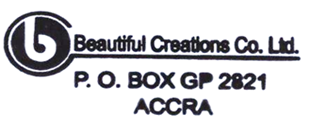 b Beautiful Creations Co. Ltd.
P. O. BOX GP 2821
ACCRA